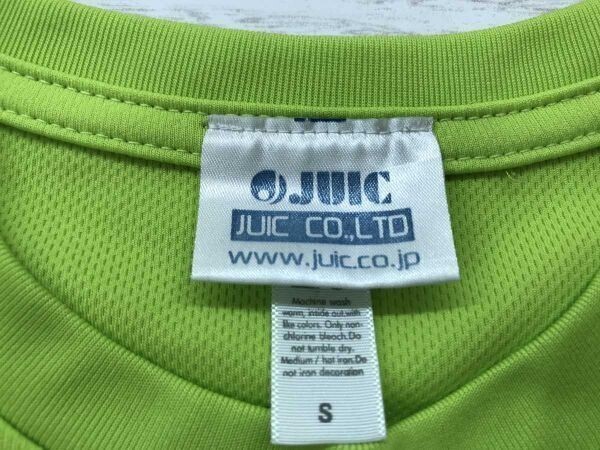 JUIC
JUIC CO.,LTD
www.juic.co.jp
Machine wash
warm, inside out.with
like colors. Only non-
chlorine bleach.Do
not tumble dry.
Medium / hot iron.Do
not iron decoration
S